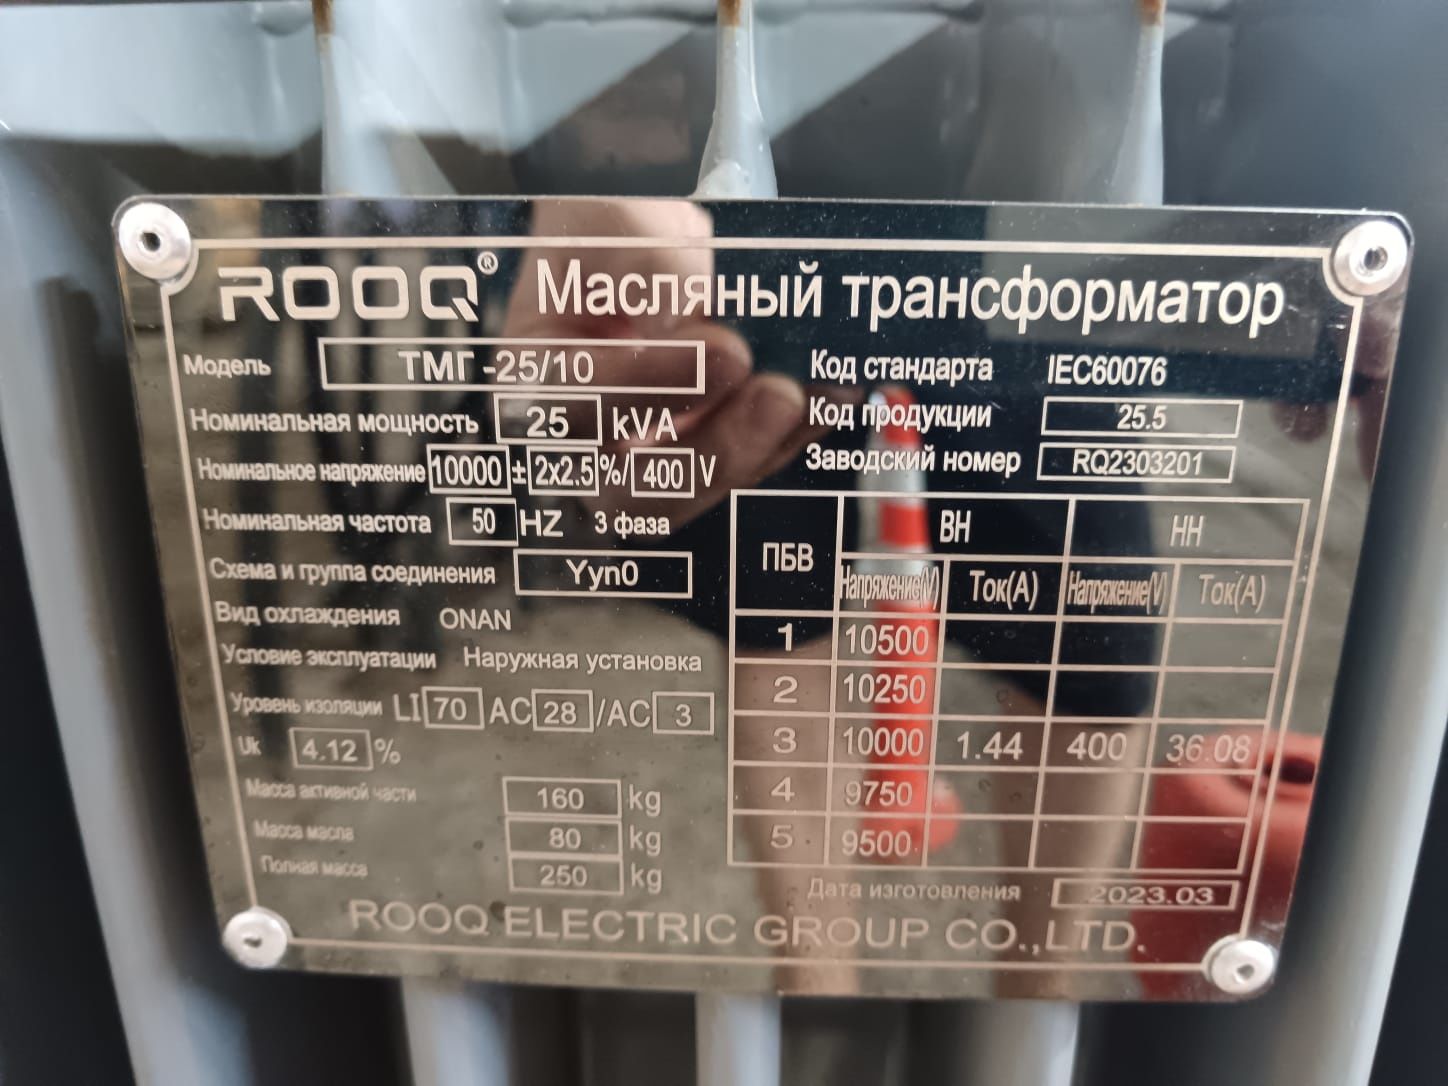 ROOQ® Масляный трансформатор
Модель ТМГ-25/10
Номинальная мощность 25 kVA
Номинальное напряжение 10000 ± 2x2.5 %/ 400 V
Номинальная частота 50 HZ 3 фаза
Схема и группа соединения Yyn0
Вид охлаждения ONAN
Условие эксплуатации Наружная установка
Уровень изоляции LI 70 AC 28 /AC 3
Uk 4.12 %
Масса активной части 160 kg
Масса масла 80 kg
Полная масса 250 kg
Код стандарта IEC60076
Код продукции 25.5
Заводский номер RQ2303201
ПБВ ВН НН
Напряжение(V) Ток(А) Напряжение(V) Ток(А)
1 10500
2 10250
3 10000 1.44 400 36.08
4 9750
5 9500
Дата изготовления 2023.03
ROOQ ELECTRIC GROUP CO.,LTD.